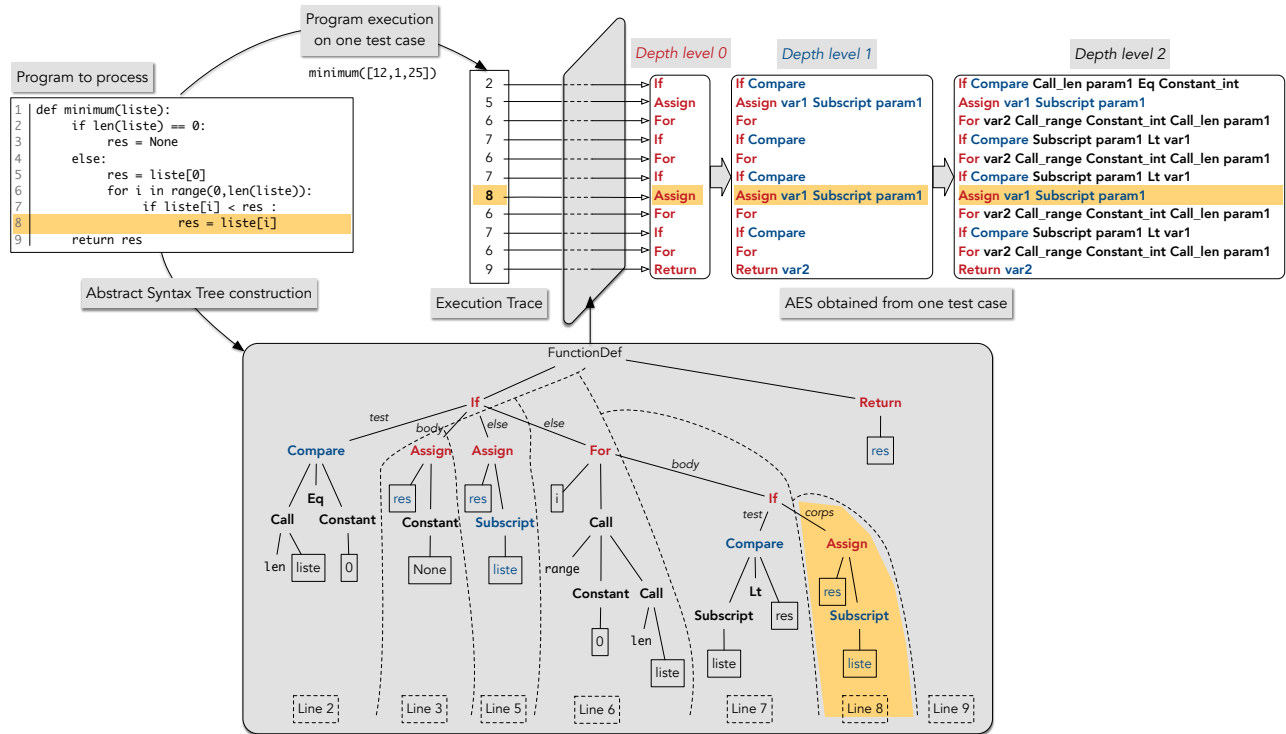 Program to process
1 def minimum(liste):
2 if len(liste) == 0:
3 res = None
4 else:
5 res = liste[0]
6 for i in range(0,len(liste)):
7 if liste[i] < res :
8 res = liste[i]
9 return res
Program execution
on one test case
minimum([12,1,25])
2
5
6
7
6
7
8
6
7
6
9
Execution Trace
Depth level 0
If
Assign
For
If
For
If
Assign
For
If
For
Return
Depth level 1
If Compare
Assign var1 Subscript param1
For
If Compare
For
If Compare
Assign var1 Subscript param1
For
If Compare
For
Return var2
Depth level 2
If Compare Call_len param1 Eq Constant_int
Assign var1 Subscript param1
For var2 Call_range Constant_int Call_len param1
If Compare Subscript param1 Lt var1
For var2 Call_range Constant_int Call_len param1
If Compare Subscript param1 Lt var1
Assign var1 Subscript param1
For var2 Call_range Constant_int Call_len param1
If Compare Subscript param1 Lt var1
For var2 Call_range Constant_int Call_len param1
Return var2
AES obtained from one test case
Abstract Syntax Tree construction
FunctionDef
If
Return
test
body
else
else
res
Compare
Assign
Assign
For
body
Eq
res
res
i
If
Call
Constant
Constant
Subscript
Call
test
corps
len
liste
0
None
liste
range
Compare
Assign
Constant
Call
Lt
res
res
Subscript
Subscript
0
len
liste
liste
liste
Line 2
Line 3
Line 5
Line 6
Line 7
Line 8
Line 9